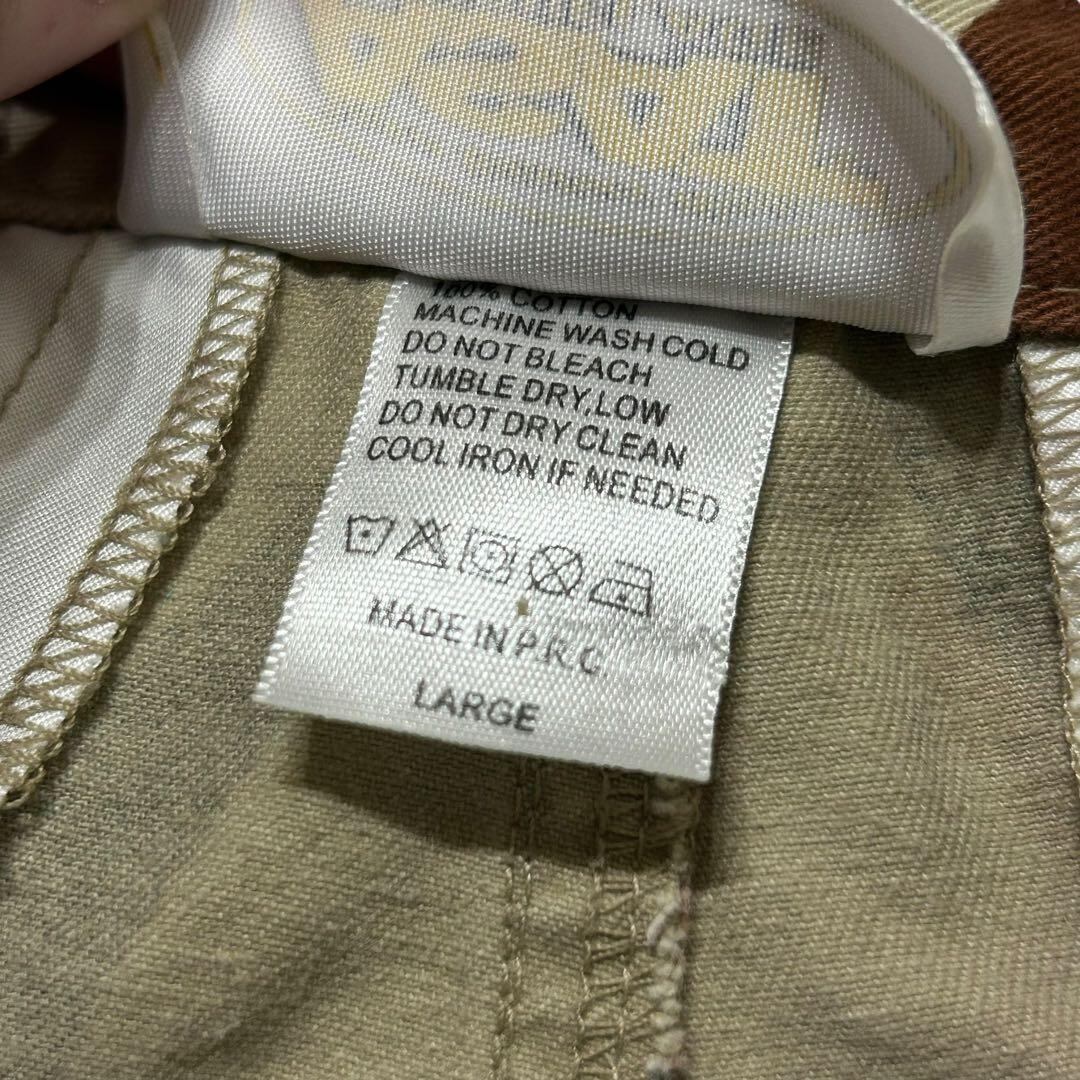 100% COTTON
MACHINE WASH COLD
DO NOT BLEACH
TUMBLE DRY,LOW
DO NOT DRY CLEAN
COOL IRON IF NEEDED
MADE IN P.R.C.
LARGE